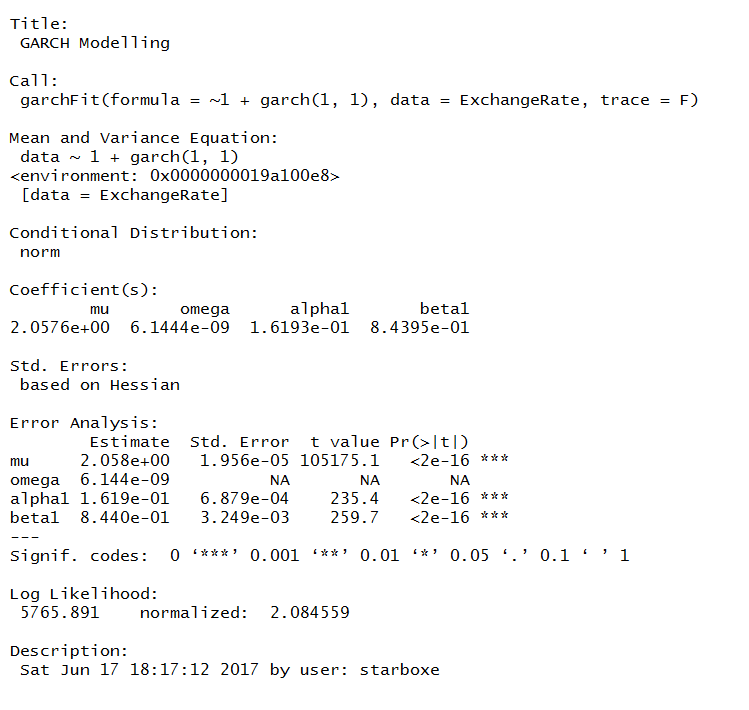 Title:
 GARCH Modelling

Call:
 garchFit(formula = ~1 + garch(1, 1), data = ExchangeRate, trace = F)

Mean and Variance Equation:
 data ~ 1 + garch(1, 1)
<environment: 0x0000000019a100e8>
 [data = ExchangeRate]

Conditional Distribution:
 norm

Coefficient(s):
        mu       omega      alpha1       beta1
2.0576e+00  6.1444e-09  1.6193e-01  8.4395e-01

Std. Errors:
 based on Hessian

Error Analysis:
        Estimate  Std. Error  t value Pr(>|t|)
mu     2.058e+00   1.956e-05 105175.1   <2e-16 ***
omega  6.144e-09          NA       NA       NA
alpha1 1.619e-01   6.879e-04    235.4   <2e-16 ***
beta1  8.440e-01   3.249e-03    259.7   <2e-16 ***
---
Signif. codes:  0 ‘***’ 0.001 ‘**’ 0.01 ‘*’ 0.05 ‘.’ 0.1 ‘ ’ 1

Log Likelihood:
 5765.891    normalized:  2.084559

Description:
 Sat Jun 17 18:17:12 2017 by user: starboxe